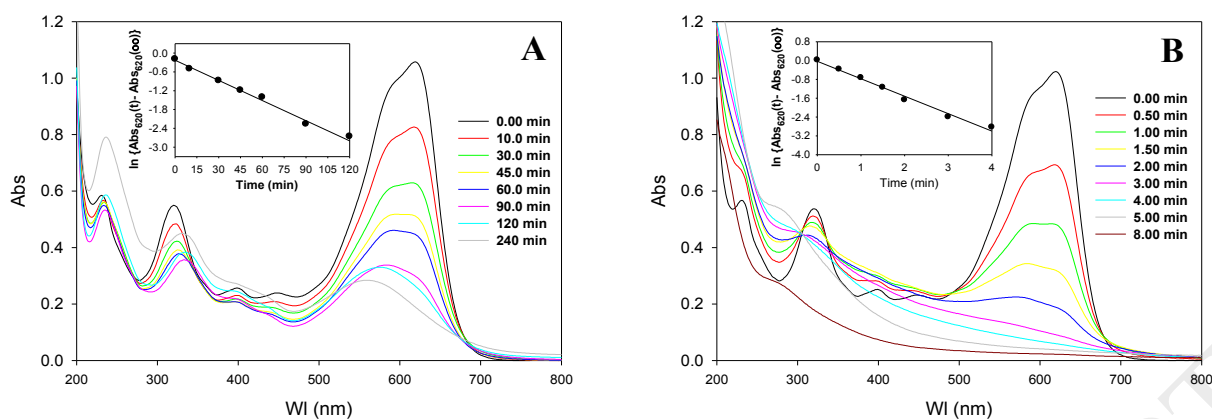 A
Abs
1.2
1.0
0.8
0.6
0.4
0.2
0.0
200 300 400 500 600 700 800
Wl (nm)
ln {Abs620(t)- Abs620(oo)}
0.0
-0.6
-1.2
-1.8
-2.4
-3.0
0 15 30 45 60 75 90 105 120
Time (min)
0.00 min
10.0 min
30.0 min
45.0 min
60.0 min
90.0 min
120 min
240 min
B
Abs
1.2
1.0
0.8
0.6
0.4
0.2
0.0
200 300 400 500 600 700 800
Wl (nm)
ln {Abs620(t)- Abs620(oo)}
0.8
0.0
-0.8
-1.6
-2.4
-3.2
-4.0
0 1 2 3 4
Time (min)
0.00 min
0.50 min
1.00 min
1.50 min
2.00 min
3.00 min
4.00 min
5.00 min
8.00 min